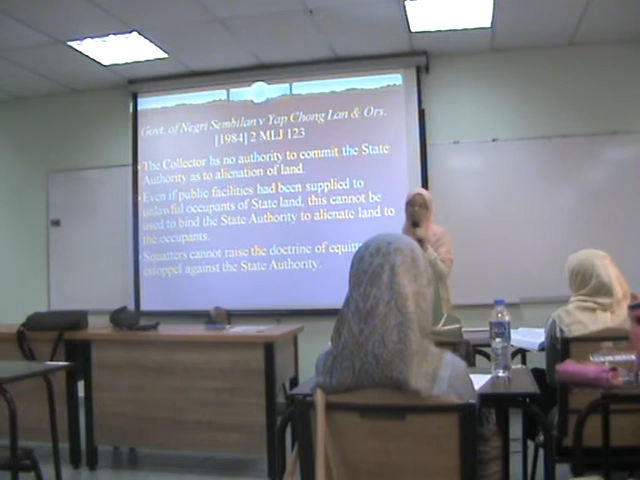 Govt. of Negri Sembilan v Yap Chong Lan & Ors.
[1984] 2 MLJ 123
The Collector hs no authority to commit the State
Authority as to alienation of land.
Even if public facilities had been supplied to
unlawful occupants of State land, this cannot be
used to bind the State Authority to alienate land to
the occupants.
Squatters cannot raise the doctrine of
estoppel against the State Authority.